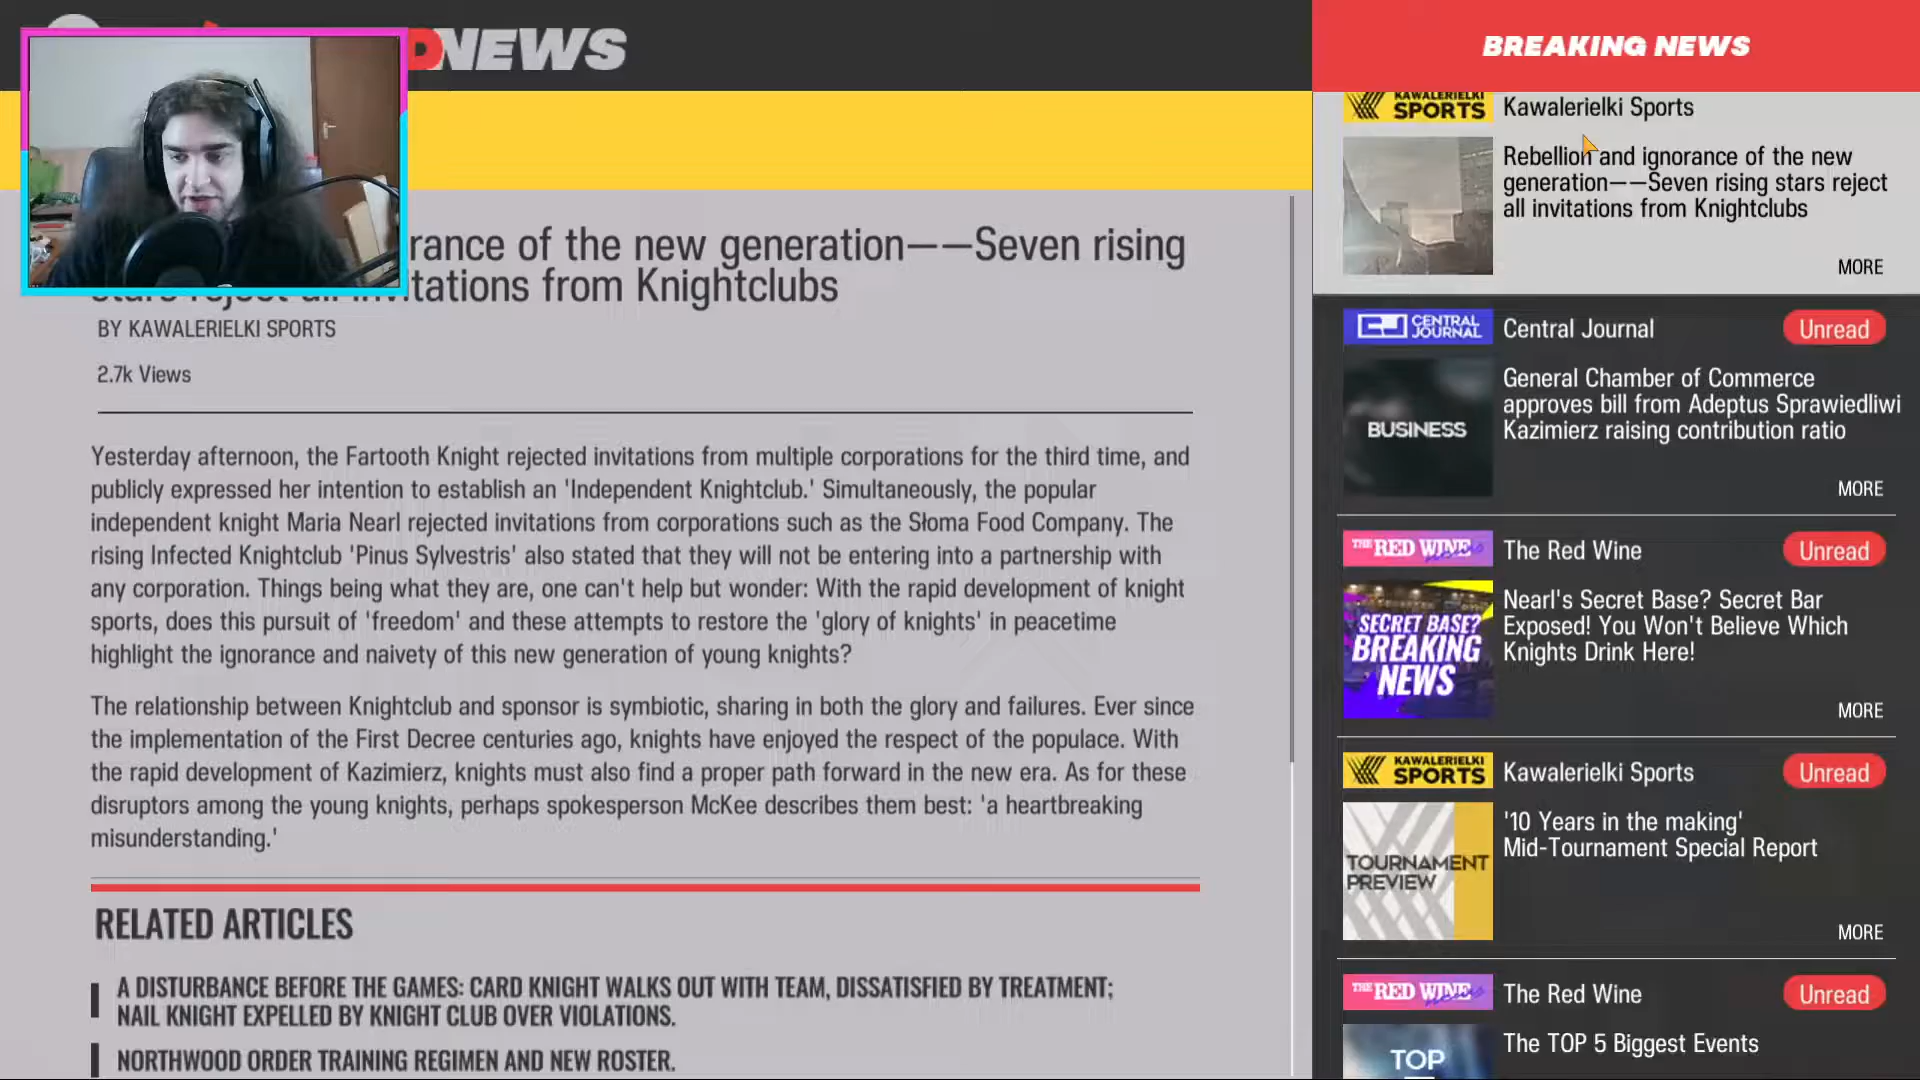 NEWS
rance of the new generation——Seven rising
stars reject all invitations from Knightclubs
BY KAWALERIELKI SPORTS
2.7k Views
Yesterday afternoon, the Fartooth Knight rejected invitations from multiple corporations for the third time, and
publicly expressed her intention to establish an 'Independent Knightclub.' Simultaneously, the popular
independent knight Maria Nearl rejected invitations from corporations such as the Słoma Food Company. The
rising Infected Knightclub 'Pinus Sylvestris' also stated that they will not be entering into a partnership with
any corporation. Things being what they are, one can't help but wonder: With the rapid development of knight
sports, does this pursuit of 'freedom' and these attempts to restore the 'glory of knights' in peacetime
highlight the ignorance and naivety of this new generation of young knights?
The relationship between Knightclub and sponsor is symbiotic, sharing in both the glory and failures. Ever since
the implementation of the First Decree centuries ago, knights have enjoyed the respect of the populace. With
the rapid development of Kazimierz, knights must also find a proper path forward in the new era. As for these
disruptors among the young knights, perhaps spokesperson McKee describes them best: 'a heartbreaking
misunderstanding.'
RELATED ARTICLES
A DISTURBANCE BEFORE THE GAMES: CARD KNIGHT WALKS OUT WITH TEAM, DISSATISFIED BY TREATMENT;
NAIL KNIGHT EXPELLED BY KNIGHT CLUB OVER VIOLATIONS.
NORTHWOOD ORDER TRAINING REGIMEN AND NEW ROSTER.
BREAKING NEWS
KAWALERIELKI
SPORTS
Kawalerielki Sports
Rebellion and ignorance of the new
generation——Seven rising stars reject
all invitations from Knightclubs
MORE
CENTRAL
JOURNAL
Central Journal
Unread
BUSINESS
General Chamber of Commerce
approves bill from Adeptus Sprawiedliwi
Kazimierz raising contribution ratio
MORE
THE RED WINE news
The Red Wine
Unread
SECRET BASE?
BREAKING
NEWS
Nearl's Secret Base? Secret Bar
Exposed! You Won't Believe Which
Knights Drink Here!
MORE
KAWALERIELKI
SPORTS
Kawalerielki Sports
Unread
TOURNAMENT
PREVIEW
'10 Years in the making'
Mid-Tournament Special Report
MORE
THE RED WINE news
The Red Wine
Unread
TOP
The TOP 5 Biggest Events